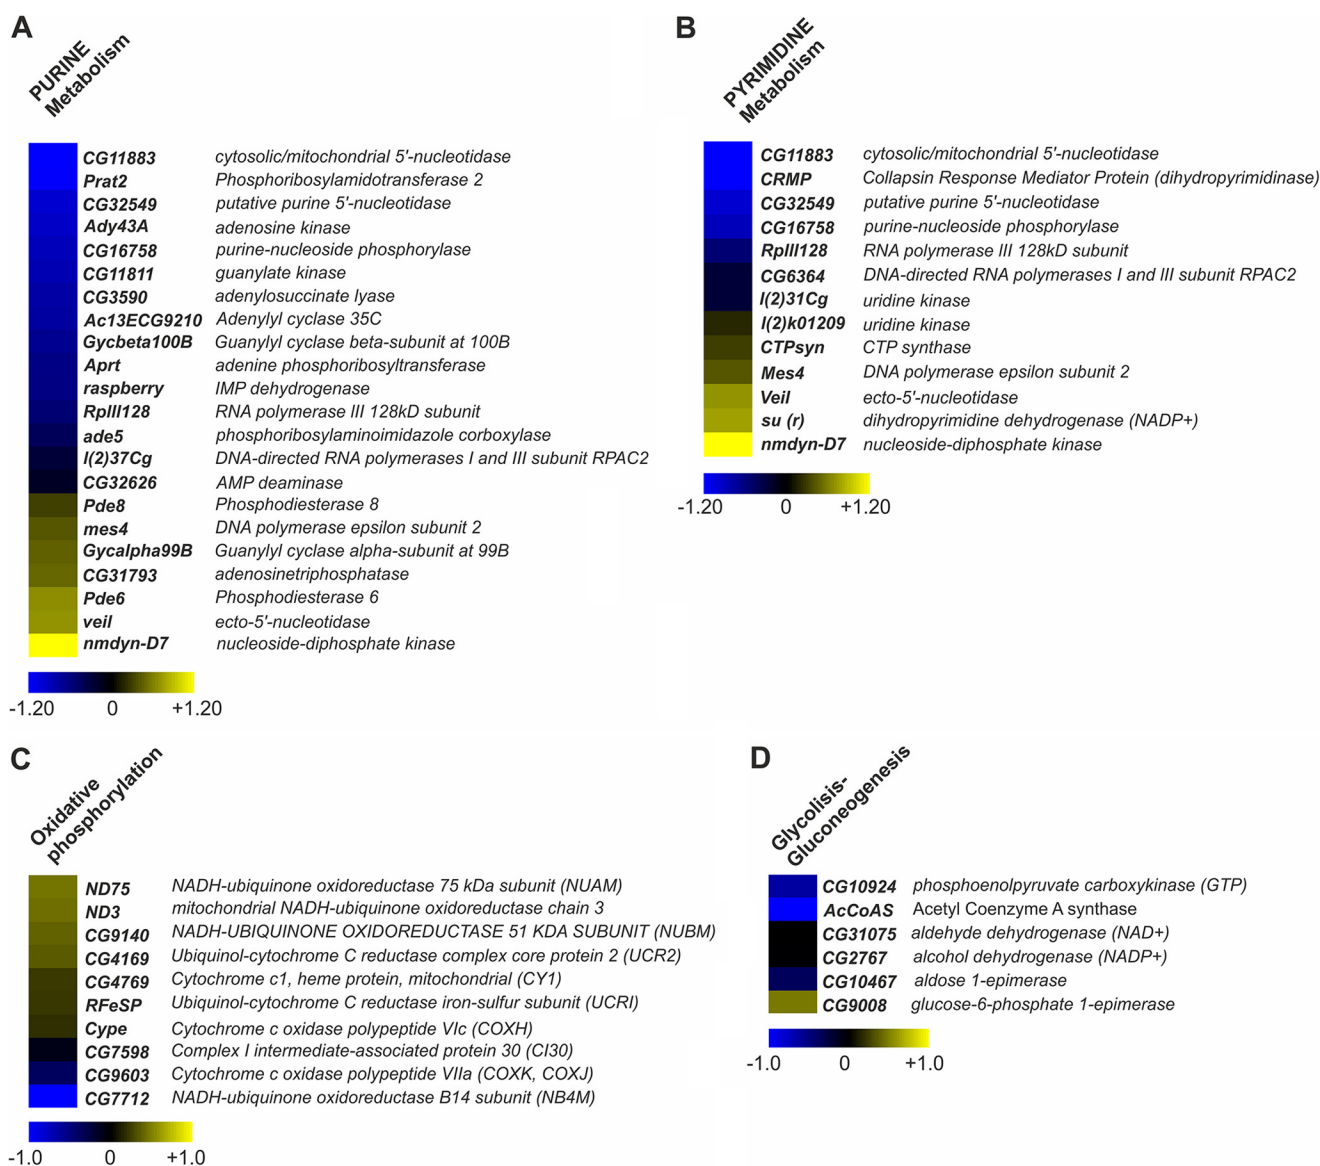 A
PURINE
Metabolism
CG11883 cytosolic/mitochondrial 5'-nucleotidase
Prat2 Phosphoribosylamidotransferase 2
CG32549 putative purine 5'-nucleotidase
Ady43A adenosine kinase
CG16758 purine-nucleoside phosphorylase
CG11811 guanylate kinase
CG3590 adenylosuccinate lyase
Ac13ECG9210 Adenylyl cyclase 35C
Gycbeta100B Guanylyl cyclase beta-subunit at 100B
Aprt adenine phosphoribosyltransferase
raspberry IMP dehydrogenase
RpIII128 RNA polymerase III 128kD subunit
ade5 phosphoribosylaminoimidazole carboxylase
l(2)37Cg DNA-directed RNA polymerases I and III subunit RPAC2
CG32626 AMP deaminase
Pde8 Phosphodiesterase 8
mes4 DNA polymerase epsilon subunit 2
Gycalpha99B Guanylyl cyclase alpha-subunit at 99B
CG31793 adenosinetriphosphatase
Pde6 Phosphodiesterase 6
veil ecto-5'-nucleotidase
nmdyn-D7 nucleoside-diphosphate kinase
-1.20 0 +1.20
B
PYRIMIDINE
Metabolism
CG11883 cytosolic/mitochondrial 5'-nucleotidase
CRMP Collapsin Response Mediator Protein (dihydropyrimidinase)
CG32549 putative purine 5'-nucleotidase
CG16758 purine-nucleoside phosphorylase
RpIII128 RNA polymerase III 128kD subunit
CG6364 DNA-directed RNA polymerases I and III subunit RPAC2
l(2)31Cg uridine kinase
l(2)k01209 uridine kinase
CTPsyn CTP synthase
Mes4 DNA polymerase epsilon subunit 2
Veil ecto-5'-nucleotidase
su (r) dihydropyrimidine dehydrogenase (NADP+)
nmdyn-D7 nucleoside-diphosphate kinase
-1.20 0 +1.20
C
Oxidative
phosphorylation
ND75 NADH-ubiquinone oxidoreductase 75 kDa subunit (NUAM)
ND3 mitochondrial NADH-ubiquinone oxidoreductase chain 3
CG9140 NADH-UBIQUINONE OXIDOREDUCTASE 51 KDA SUBUNIT (NUBM)
CG4169 Ubiquinol-cytochrome C reductase complex core protein 2 (UCR2)
CG4769 Cytochrome c1, heme protein, mitochondrial (CY1)
RFeSP Ubiquinol-cytochrome C reductase iron-sulfur subunit (UCRI)
Cype Cytochrome c oxidase polypeptide VIc (COXH)
CG7598 Complex I intermediate-associated protein 30 (CI30)
CG9603 Cytochrome c oxidase polypeptide VIIa (COXK, COXJ)
CG7712 NADH-ubiquinone oxidoreductase B14 subunit (NB4M)
-1.0 0 +1.0
D
Glycolisis-
Gluconeogenesis
CG10924 phosphoenolpyruvate carboxykinase (GTP)
AcCoAS Acetyl Coenzyme A synthase
CG31075 aldehyde dehydrogenase (NAD+)
CG2767 alcohol dehydrogenase (NADP+)
CG10467 aldose 1-epimerase
CG9008 glucose-6-phosphate 1-epimerase
-1.0 0 +1.0